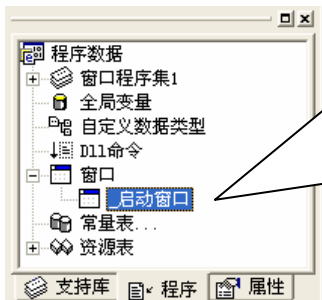 程序数据
窗口程序集1
全局变量
自定义数据类型
Dll命令
窗口
_启动窗口
常量表...
资源表
支持库 程序 属性